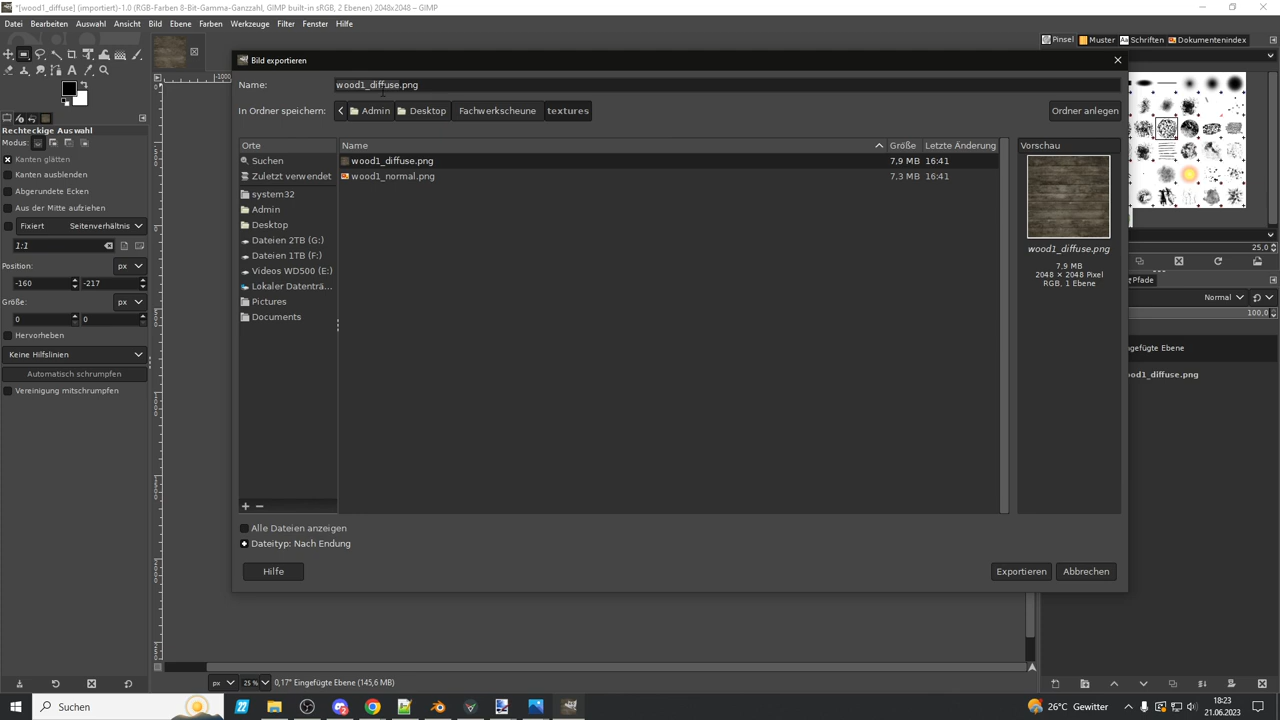 *[wood1_diffuse] (importiert)-1.0 (RGB-Farben 8-Bit-Gamma-Ganzzahl, GIMP built-in sRGB, 2 Ebenen) 2048x2048 – GIMP
Datei Bearbeiten Auswahl Ansicht Bild Ebene Farben Werkzeuge Filter Fenster Hilfe
Pinsel Muster Aa Schriften Dokumentenindex
Bild exportieren
-1000
Name: wood1_diffuse.png
In Ordner speichern: Admin Desktop Fachwerkscheune textures Ordner anlegen
Rechteckige Auswahl
Modus:
Kanten glätten
Kanten ausblenden
Abgerundete Ecken
Aus der Mitte aufziehen
Fixiert Seitenverhältnis
1:1
Position: px
-160 -217
Größe: px
0 0
Hervorheben
Keine Hilfslinien
Automatisch schrumpfen
Vereinigung mitschrumpfen
Orte
Suchen
Zuletzt verwendet
system32
Admin
Desktop
Dateien 2TB (G:)
Dateien 1TB (F:)
Videos WD500 (E:)
Lokaler Datenträ...
Pictures
Documents
Name Größe Letzte Änderung
wood1_diffuse.png 7,9 MB 16:41
wood1_normal.png 7,3 MB 16:41
Vorschau
wood1_diffuse.png
7,9 MB
2048 × 2048 Pixel
RGB, 1 Ebene
Alle Dateien anzeigen
Dateityp: Nach Endung
Hilfe Exportieren Abbrechen
25,0
Pfade
Normal
100,0
gefügte Ebene
ood1_diffuse.png
px 25 % 0,17" Eingefügte Ebene (145,6 MB)
Suchen
26°C Gewitter
18:23
21.06.2023